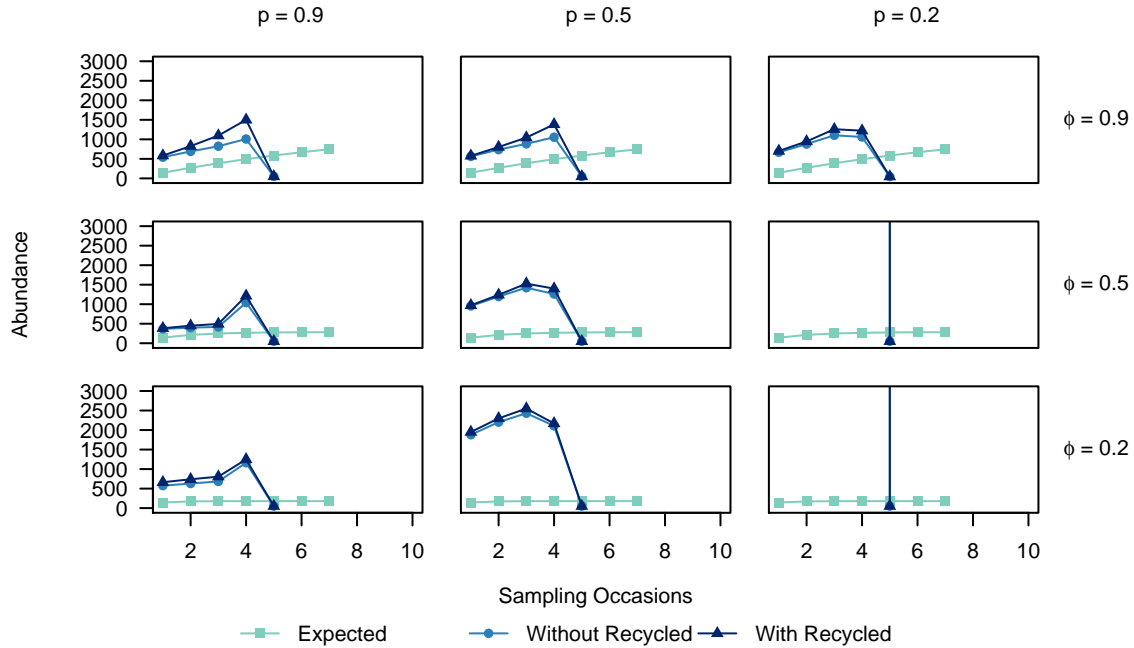 p = 0.9 p = 0.5 p = 0.2
3000
2500
2000
1500
1000
500
0
ϕ = 0.9
3000
2500
2000
1500
1000
500
0
ϕ = 0.5
Abundance
3000
2500
2000
1500
1000
500
0
ϕ = 0.2
2 4 6 8 10 2 4 6 8 10 2 4 6 8 10
Sampling Occasions
Expected Without Recycled With Recycled